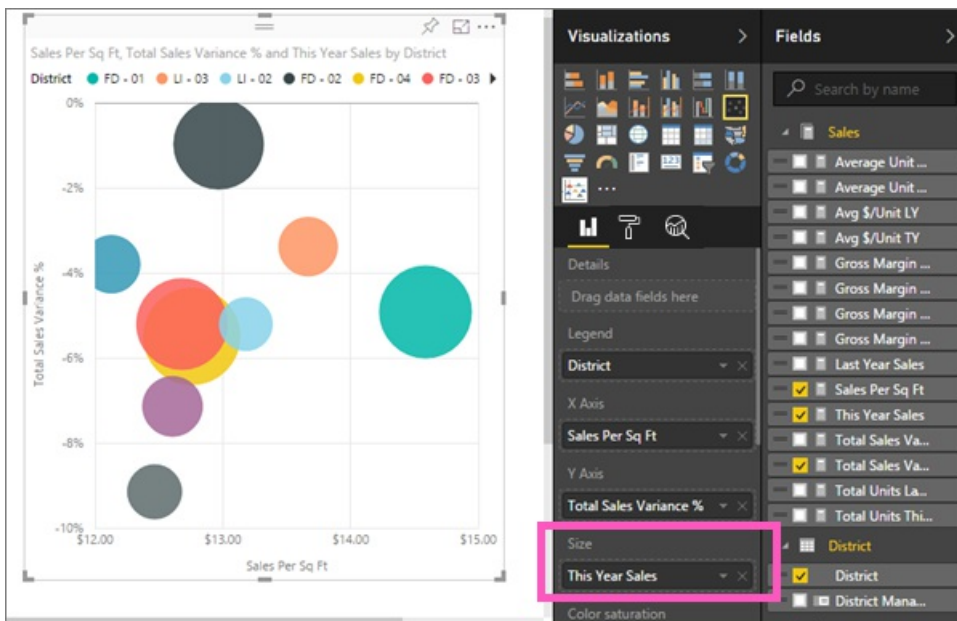 Sales Per Sq Ft, Total Sales Variance % and This Year Sales by District
District FD - 01 LI - 03 LI - 02 FD - 02 FD - 04 FD - 03
0%
-2%
-4%
-6%
-8%
-10%
Total Sales Variance %
$12.00 $13.00 $14.00 $15.00
Sales Per Sq Ft
Visualizations
123
Details
Drag data fields here
Legend
District
X Axis
Sales Per Sq Ft
Y Axis
Total Sales Variance %
Size
This Year Sales
Color saturation
Fields
Search by name
Sales
Average Unit ...
Average Unit ...
Avg $/Unit LY
Avg $/Unit TY
Gross Margin ...
Gross Margin ...
Gross Margin ...
Gross Margin ...
Last Year Sales
Sales Per Sq Ft
This Year Sales
Total Sales Va...
Total Sales Va...
Total Units La...
Total Units Thi...
District
District
District Mana...